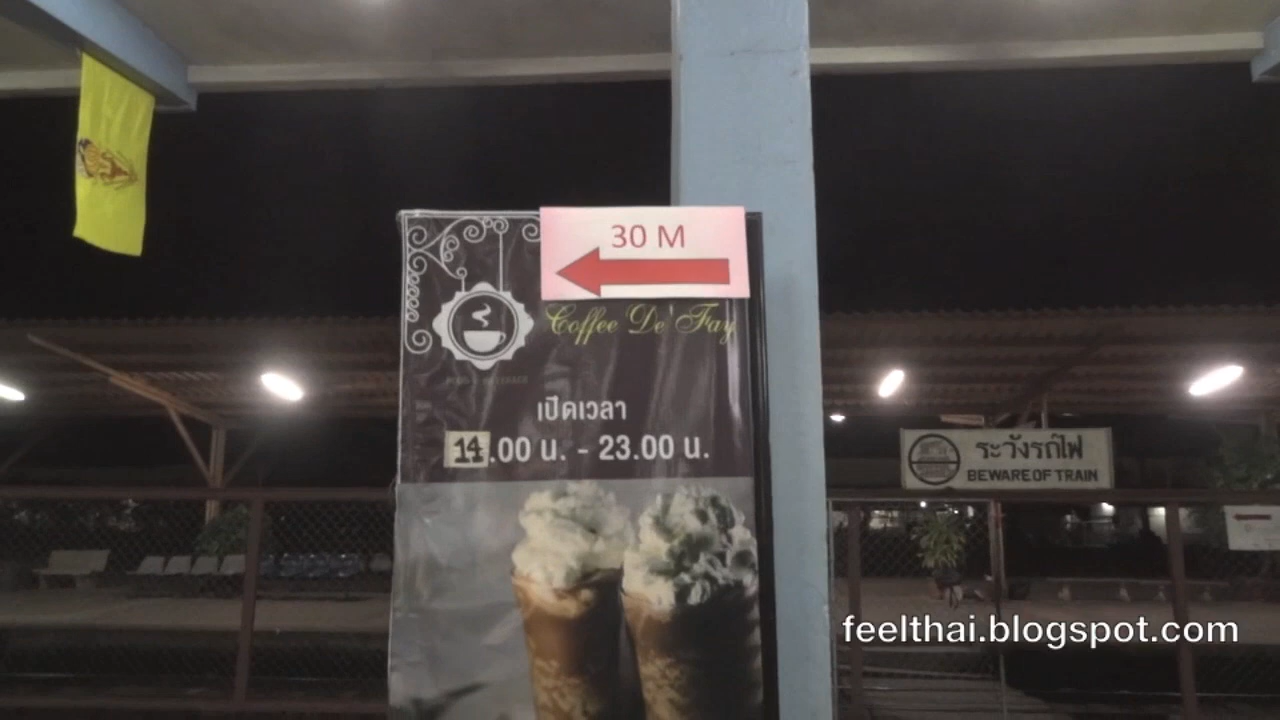 30 M
Coffee De' Fay
เปิดเวลา
14.00 น. - 23.00 น.
ระวังรถไฟ
BEWARE OF TRAIN
feelthai.blogspot.com